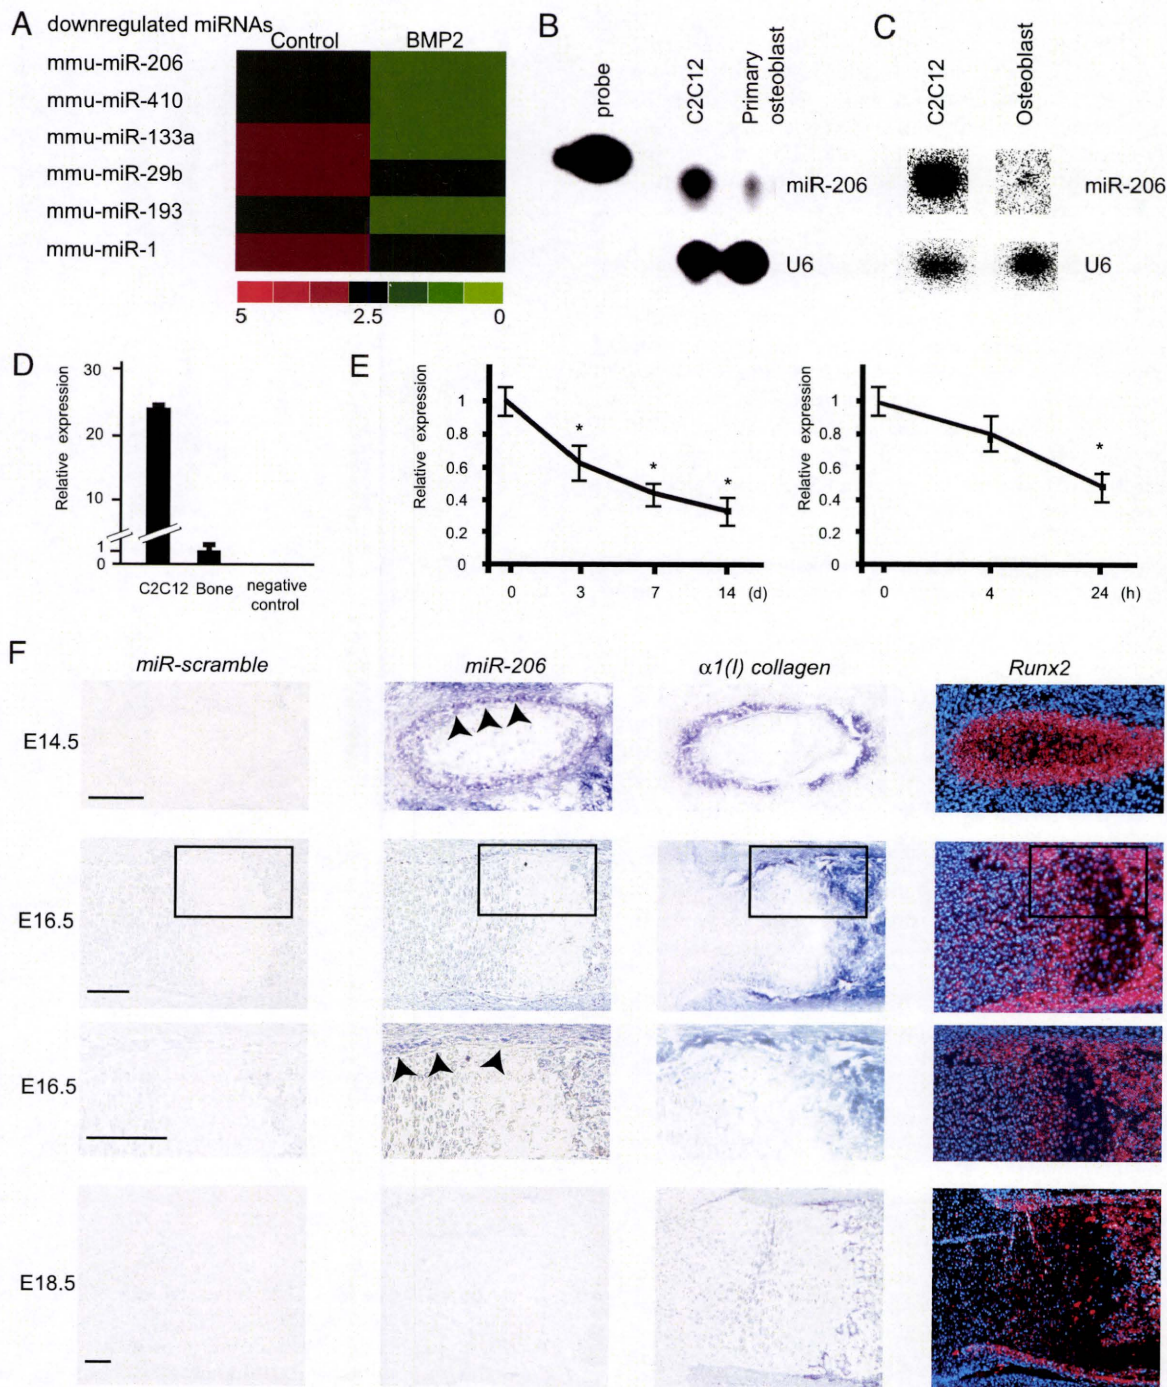 A downregulated miRNAs
Control BMP2
mmu-miR-206
mmu-miR-410
mmu-miR-133a
mmu-miR-29b
mmu-miR-193
mmu-miR-1
5 2.5 0
B
probe
C2C12
Primary
osteoblast
miR-206
U6
C
C2C12
Osteoblast
miR-206
U6
D
Relative expression
30
20
10
1
0
C2C12 Bone negative
control
E
Relative expression
1
0.8
0.6
0.4
0.2
0
* * *
0 3 7 14 (d)
Relative expression
1
0.8
0.6
0.4
0.2
0
*
0 4 24 (h)
F
miR-scramble miR-206 α1(I) collagen Runx2
E14.5
E16.5
E16.5
E18.5